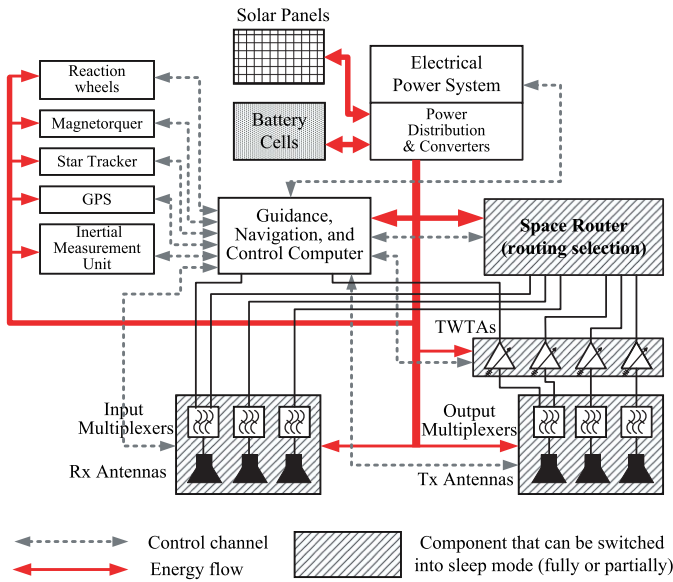 Solar Panels
Electrical
Power System
Reaction
wheels
Battery
Cells
Power
Distribution
& Converters
Magnetorquer
Star Tracker
GPS
Inertial
Measurement
Unit
Guidance,
Navigation, and
Control Computer
Space Router
(routing selection)
TWTAs
Input
Multiplexers
Output
Multiplexers
Rx Antennas
Tx Antennas
Control channel
Energy flow
Component that can be switched
into sleep mode (fully or partially)